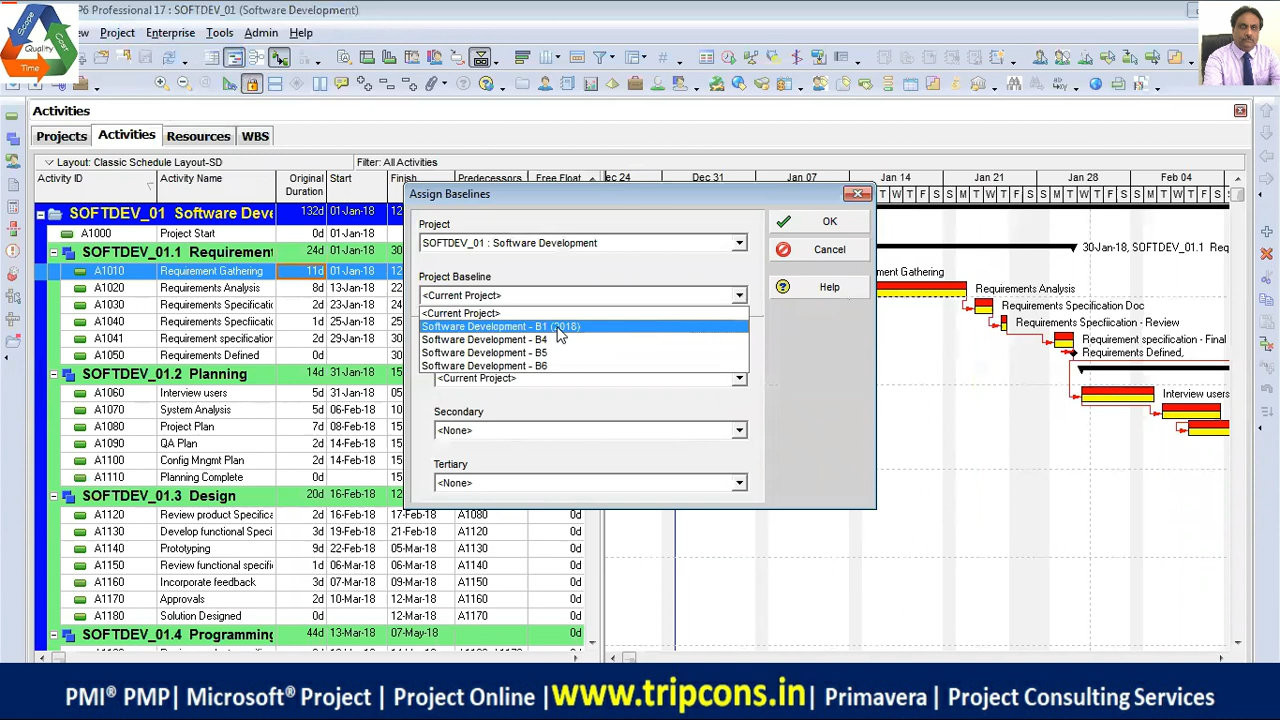 Scope
Quality
Cost
Time
P6 Professional 17 : SOFTDEV_01 (Software Development)
Project Enterprise Tools Admin Help
Activities
Projects Activities Resources WBS
Layout: Classic Schedule Layout-SD Filter: All Activities
Activity ID Activity Name Original Duration Start Finish Predecessors Free Float
Dec 24 Dec 31 Jan 07 Jan 14 Jan 21 Jan 28 Feb 04
SOFTDEV_01 Software Deve 132d 01-Jan-18 12
A1000 Project Start 0d 01-Jan-18
SOFTDEV_01.1 Requirement 24d 01-Jan-18 30 30Jan-18, SOFTDEV_01.1 Req
A1010 Requirement Gathering 11d 01-Jan-18 12 ment Gathering
A1020 Requirements Analysis 8d 13-Jan-18 22 Requirements Analysis
A1030 Requirements Specificatio 2d 23-Jan-18 24 Requirements Specification Doc
A1040 Requirements Specificatio 1d 25-Jan-18 Requirements Speciification - Review
A1041 Requirement specification 2d 29-Jan-18 30 Requirement specification - Final
A1050 Requirements Defined 0d 30 Requirements Defined,
SOFTDEV_01.2 Planning 31d 31-Jan-18
A1060 Interview users 5d 31-Jan-18 Interview users
A1070 System Analysis 5d 06-Feb-18
A1080 Project Plan 7d 08-Feb-18
A1090 QA Plan 2d 14-Feb-18
A1100 Config Mngmt Plan 2d 14-Feb-18
A1110 Planning Complete 0d
SOFTDEV_01.3 Design 20d 16-Feb-18
A1120 Review product Specificat 2d 16-Feb-18 17-Feb-18 A1080 0d
A1130 Develop functional Speci 3d 19-Feb-18 21-Feb-18 A1120 0d
A1140 Prototyping 9d 22-Feb-18 05-Mar-18 A1130 0d
A1150 Review functional specifi 1d 06-Mar-18 06-Mar-18 A1140 0d
A1160 Incorporate feedback 3d 07-Mar-18 09-Mar-18 A1150 0d
A1170 Approvals 2d 10-Mar-18 12-Mar-18 A1160 0d
A1180 Solution Designed 0d 12-Mar-18 A1170 0d
SOFTDEV_01.4 Programming 44d 13-Mar-18 07-May-18 0d
Assign Baselines
Project
SOFTDEV_01 : Software Development
Project Baseline
<Current Project>
<Current Project>
Software Development - B1 (2018)
Software Development - B4
Software Development - B5
Software Development - B6
<Current Project>
Secondary
<None>
Tertiary
<None>
OK
Cancel
Help
PMI® PMP| Microsoft® Project | Project Online |www.tripcons.in| Primavera | Project Consulting Services